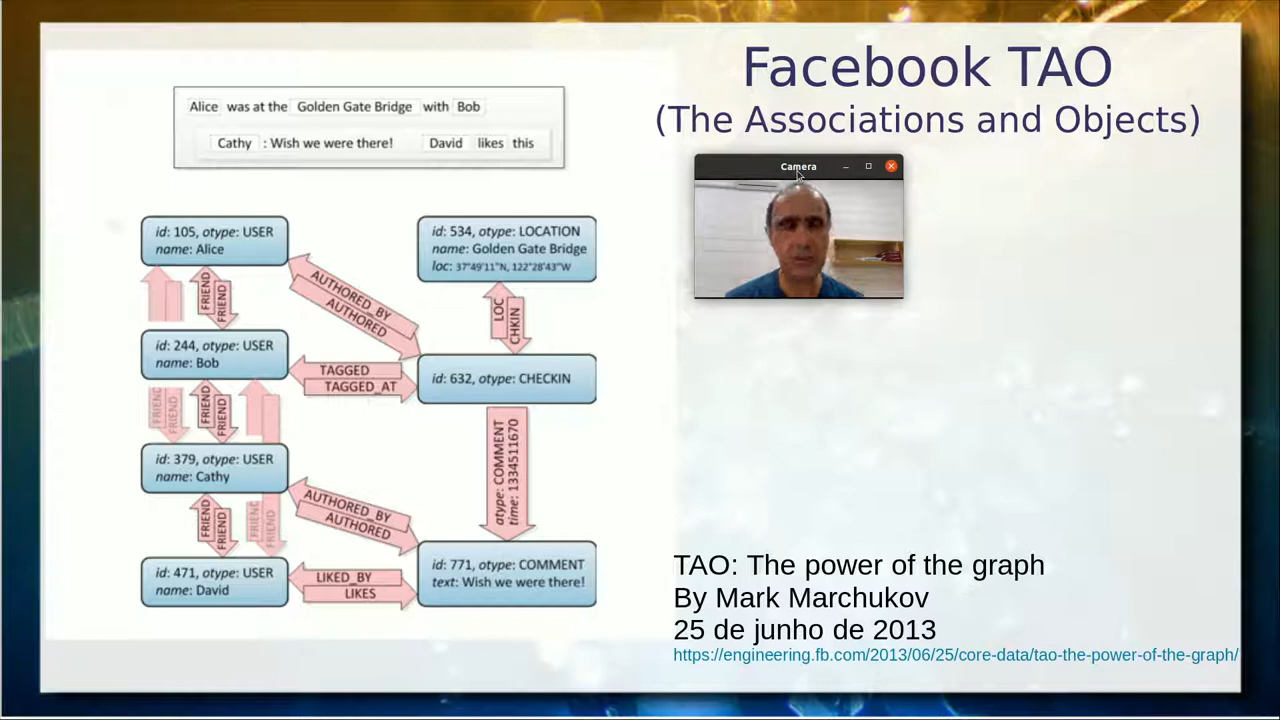 Facebook TAO
(The Associations and Objects)
Alice was at the Golden Gate Bridge with Bob
Cathy : Wish we were there! David likes this
Camera
id: 105, otype: USER
name: Alice
id: 534, otype: LOCATION
name: Golden Gate Bridge
loc: 37°49'11"N, 122°28'43"W
FRIEND
FRIEND
AUTHORED_BY
AUTHORED
LOC
CHKIN
id: 244, otype: USER
name: Bob
TAGGED
TAGGED_AT
id: 632, otype: CHECKIN
FRIEND
FRIEND
FRIEND
FRIEND
atype: COMMENT
time: 1334511670
id: 379, otype: USER
name: Cathy
AUTHORED_BY
AUTHORED
FRIEND
FRIEND
FRIEND
FRIEND
id: 471, otype: USER
name: David
LIKED_BY
LIKES
id: 771, otype: COMMENT
text: Wish we were there!
TAO: The power of the graph
By Mark Marchukov
25 de junho de 2013
https://engineering.fb.com/2013/06/25/core-data/tao-the-power-of-the-graph/